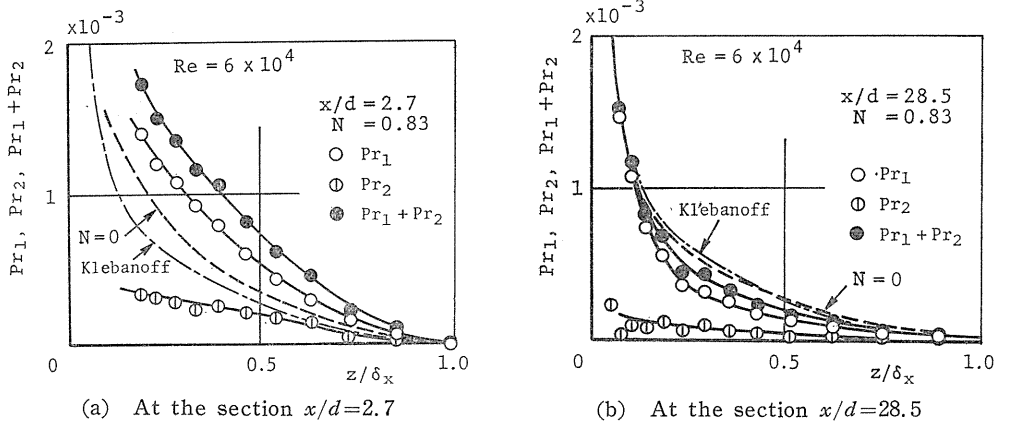 x10⁻³
2
Re = 6 x 10⁴
x/d = 2.7
N = 0.83
Pr₁
Pr₂
Pr₁ + Pr₂
1
N=0
Klebanoff
Pr₁, Pr₂, Pr₁ + Pr₂
0
0.5
1.0
z/δₓ
(a) At the section x/d=2.7
x10⁻³
2
Re = 6 x 10⁴
x/d = 28.5
N = 0.83
Pr₁
Pr₂
Pr₁ + Pr₂
1
Klebanoff
N = 0
Pr₁, Pr₂, Pr₁ + Pr₂
0
0.5
1.0
z/δₓ
(b) At the section x/d=28.5